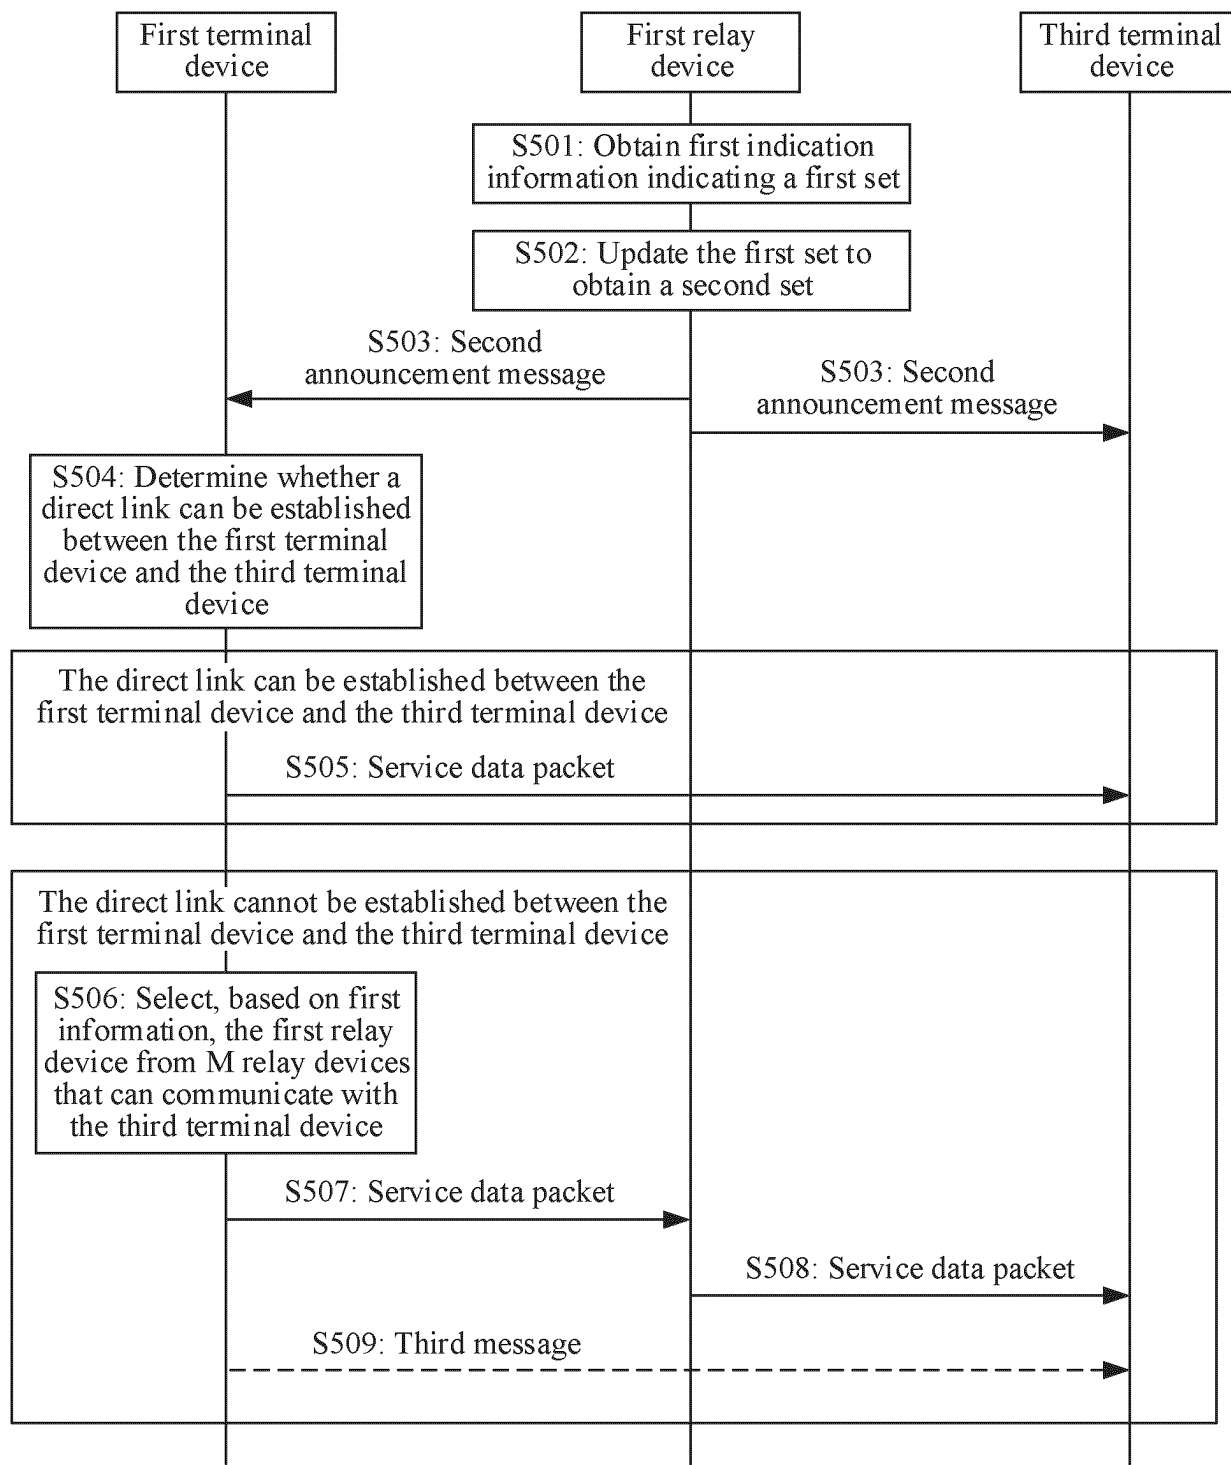 First terminal
device
First relay
device
Third terminal
device
S501: Obtain first indication
information indicating a first set
S502: Update the first set to
obtain a second set
S503: Second
announcement message
S503: Second
announcement message
S504: Determine whether a
direct link can be established
between the first terminal
device and the third terminal
device
The direct link can be established between the
first terminal device and the third terminal device
S505: Service data packet
The direct link cannot be established between the
first terminal device and the third terminal device
S506: Select, based on first
information, the first relay
device from M relay devices
that can communicate with
the third terminal device
S507: Service data packet
S508: Service data packet
S509: Third message